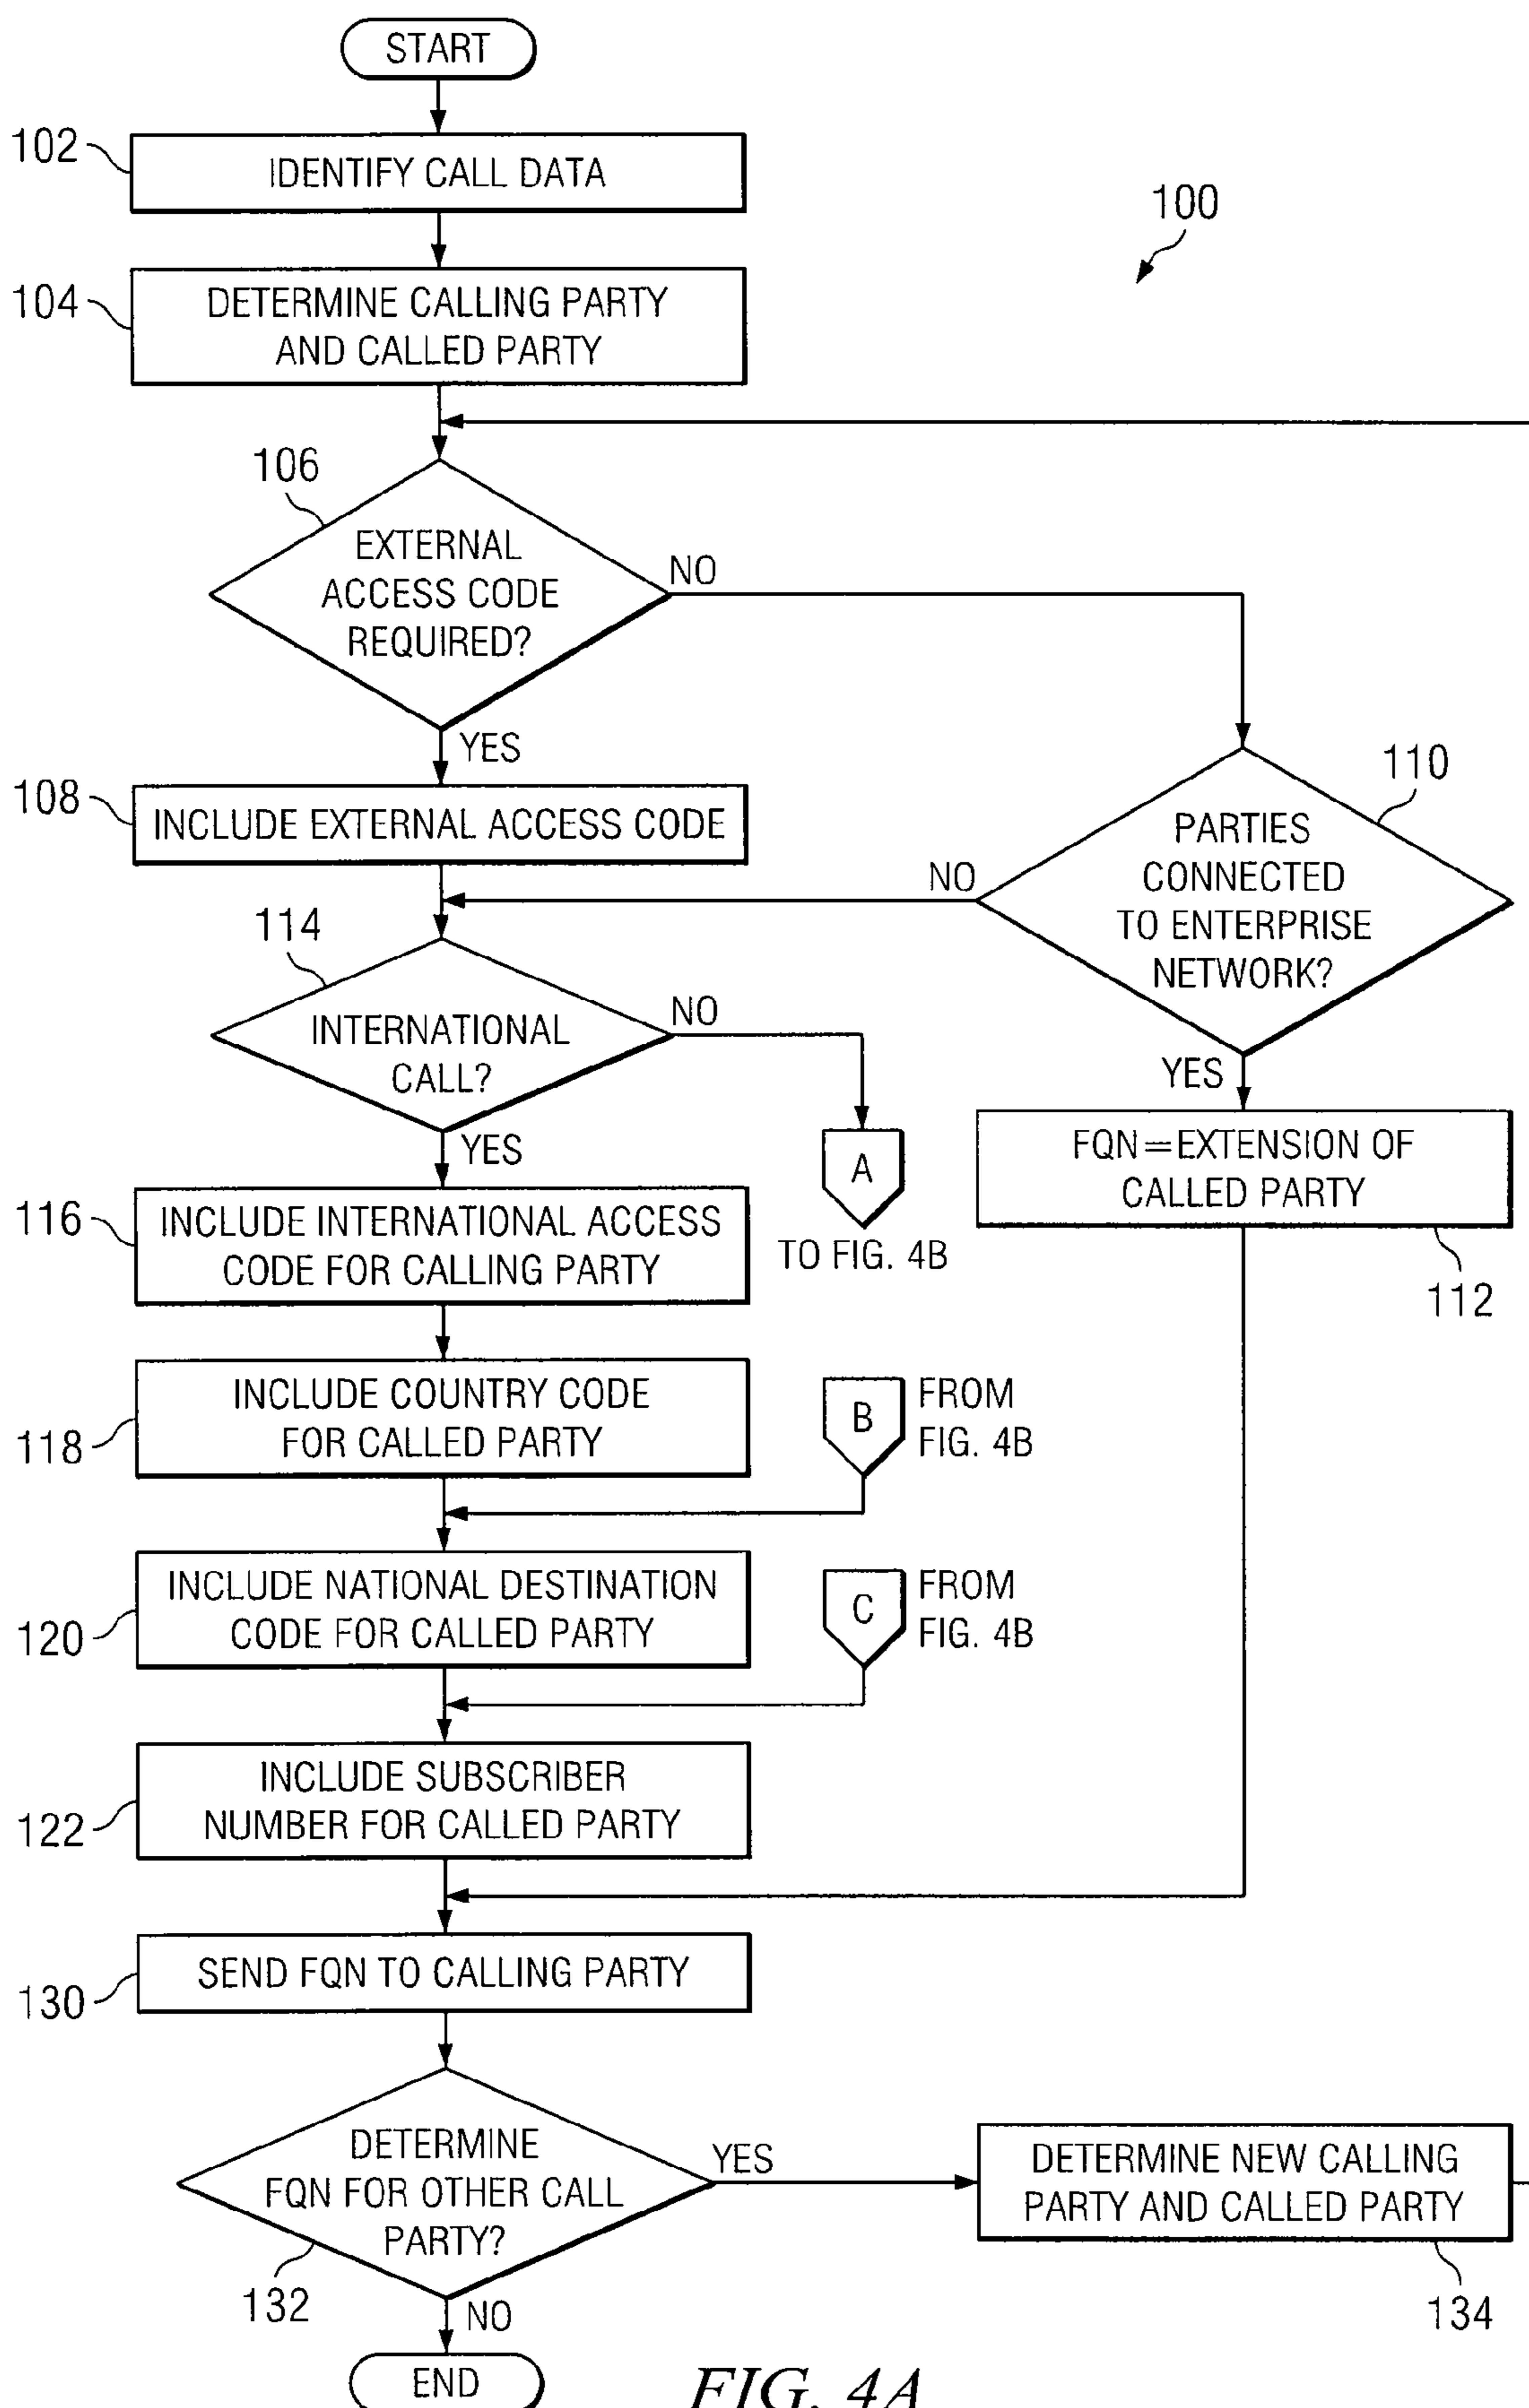 START
102
IDENTIFY CALL DATA
100
104
DETERMINE CALLING PARTY
AND CALLED PARTY
106
EXTERNAL
ACCESS CODE
REQUIRED?
NO
YES
108
INCLUDE EXTERNAL ACCESS CODE
110
PARTIES
CONNECTED
TO ENTERPRISE
NETWORK?
NO
YES
114
INTERNATIONAL
CALL?
NO
YES
A
TO FIG. 4B
FQN=EXTENSION OF
CALLED PARTY
112
116
INCLUDE INTERNATIONAL ACCESS
CODE FOR CALLING PARTY
118
INCLUDE COUNTRY CODE
FOR CALLED PARTY
B
FROM
FIG. 4B
120
INCLUDE NATIONAL DESTINATION
CODE FOR CALLED PARTY
C
FROM
FIG. 4B
122
INCLUDE SUBSCRIBER
NUMBER FOR CALLED PARTY
130
SEND FQN TO CALLING PARTY
DETERMINE
FQN FOR OTHER CALL
PARTY?
132
YES
NO
DETERMINE NEW CALLING
PARTY AND CALLED PARTY
134
END
FIG. 4A